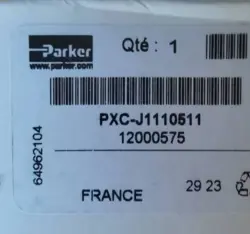 Parker
www.parker.com
Qté : 1
PXC-J1110511
12000575
64962104
FRANCE
29 23